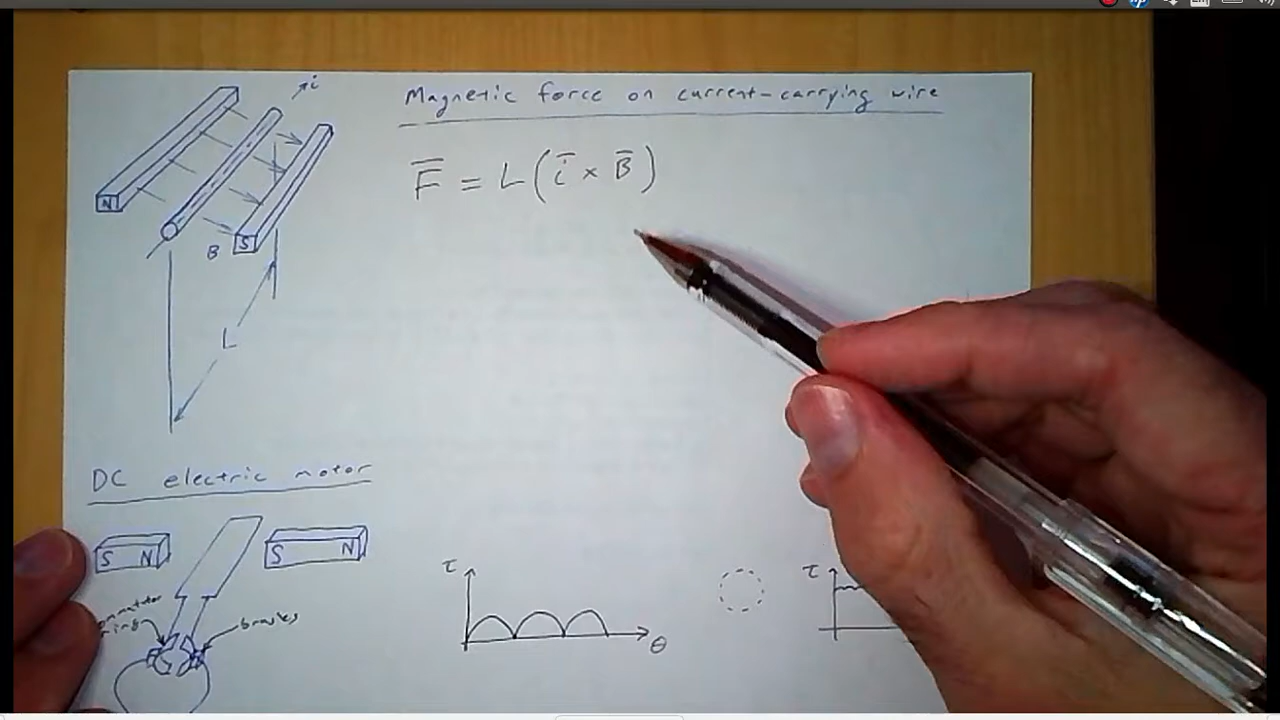 Magnetic force on current-carrying wire
i
N
B
S
L
F̅ = L(i̅ × B̅)
DC electric motor
S N
S N
brushes
τ
θ
τ